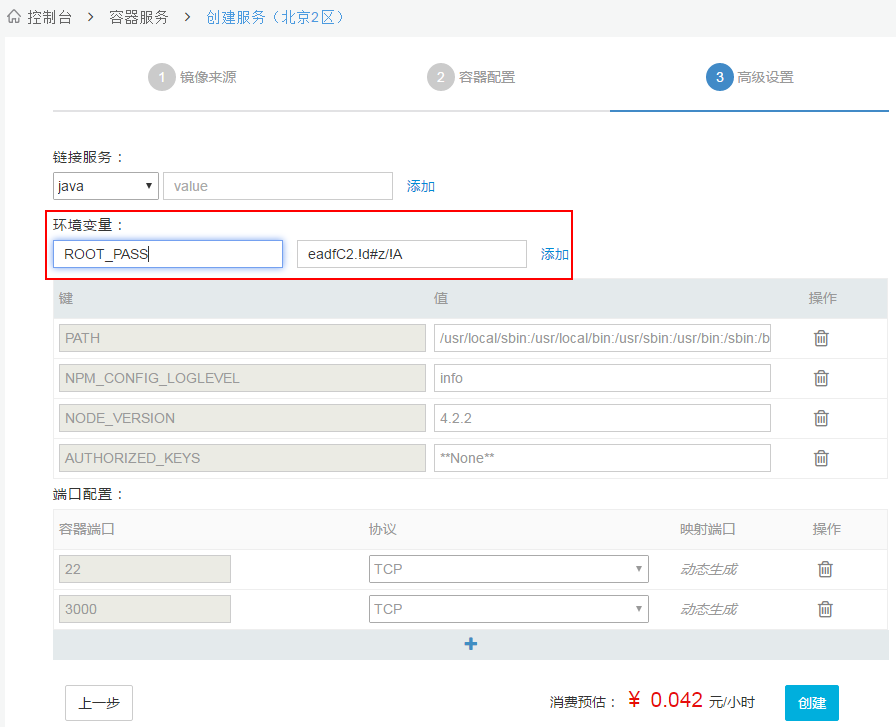 控制台 > 容器服务 > 创建服务（北京2区）
1 镜像来源 2 容器配置 3 高级设置
链接服务：
java value 添加
环境变量：
ROOT_PASS eadfC2.!d#z/!A 添加
键 值 操作
PATH /usr/local/sbin:/usr/local/bin:/usr/sbin:/usr/bin:/sbin:/b
NPM_CONFIG_LOGLEVEL info
NODE_VERSION 4.2.2
AUTHORIZED_KEYS **None**
端口配置：
容器端口 协议 映射端口 操作
22 TCP 动态生成
3000 TCP 动态生成
+
上一步 消费预估： ¥ 0.042 元/小时 创建